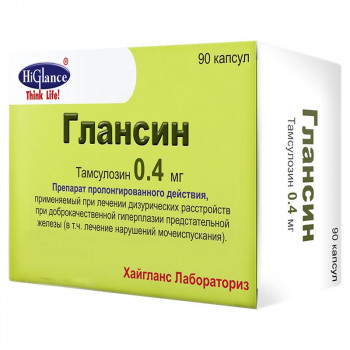 HiGlance®
Think Life!
90 капсул
Глансин
Тамсулозин 0.4 мг
Препарат пролонгированного действия,
применяемый при лечении дизурических расстройств
при доброкачественной гиперплазии предстательной
железы (в т.ч. лечение нарушений мочеиспускания).
Хайгланс Лабораториз
Глансин
Тамсулозин 0.4 мг
90 капсул